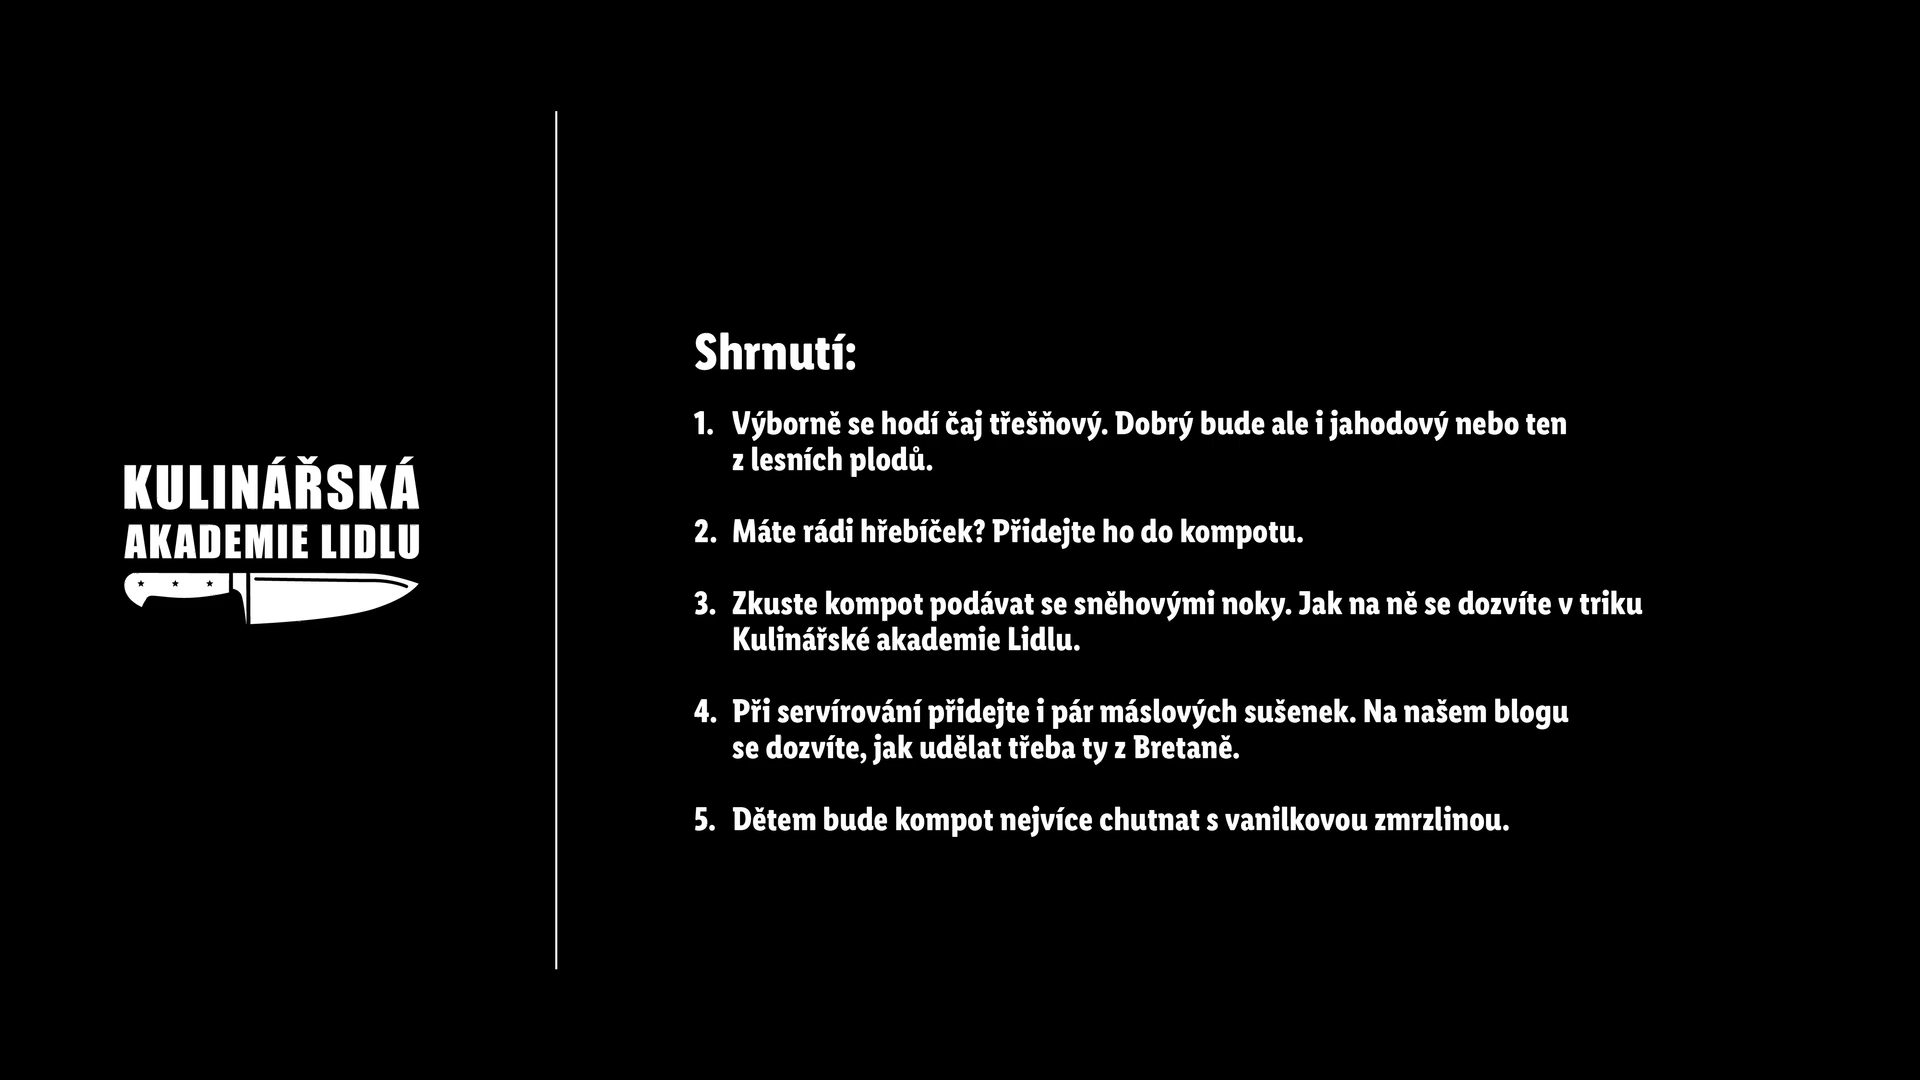 KULINÁŘSKÁ
AKADEMIE LIDLU
Shrnutí:
1. Výborně se hodí čaj třešňový. Dobrý bude ale i jahodový nebo ten
z lesních plodů.
2. Máte rádi hřebíček? Přidejte ho do kompotu.
3. Zkuste kompot podávat se sněhovými noky. Jak na ně se dozvíte v triku
Kulinářské akademie Lidlu.
4. Při servírování přidejte i pár máslových sušenek. Na našem blogu
se dozvíte, jak udělat třeba ty z Bretaně.
5. Dětem bude kompot nejvíce chutnat s vanilkovou zmrzlinou.